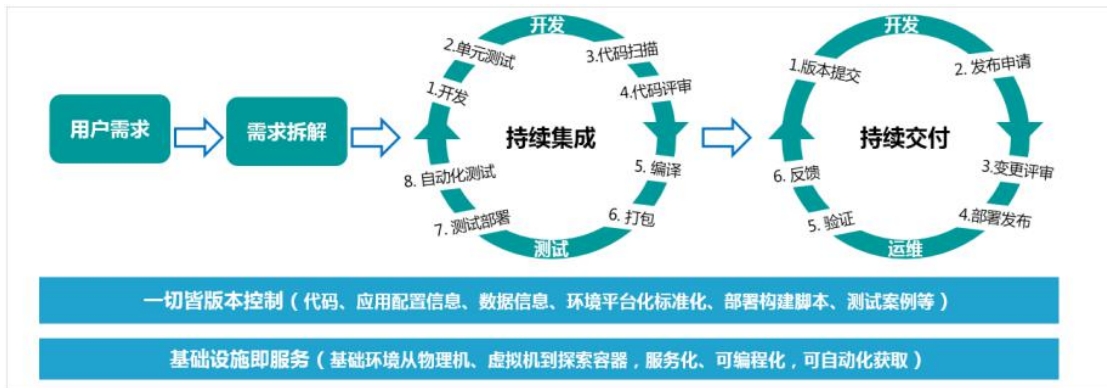 用户需求
需求拆解
开发
1.开发
2.单元测试
3.代码扫描
4.代码评审
5. 编译
6. 打包
7. 测试部署
8. 自动化测试
持续集成
测试
开发
1.版本提交
2. 发布申请
3.变更评审
4.部署发布
5. 验证
6. 反馈
持续交付
运维
一切皆版本控制（代码、应用配置信息、数据信息、环境平台化标准化、部署构建脚本、测试案例等）
基础设施即服务（基础环境从物理机、虚拟机到探索容器，服务化、可编程化，可自动化获取）